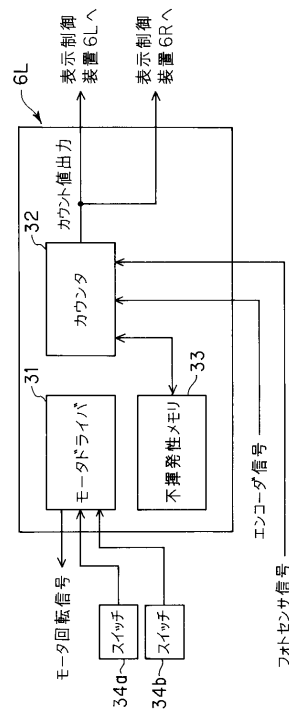 6L
モータ回転信号
31
モータドライバ
32
カウンタ
カウント値出力
表示制御
装置6Lへ
表示制御
装置6Rへ
33
不揮発性メモリ
スイッチ
34a
スイッチ
34b
エンコーダ信号
フォトセンサ信号